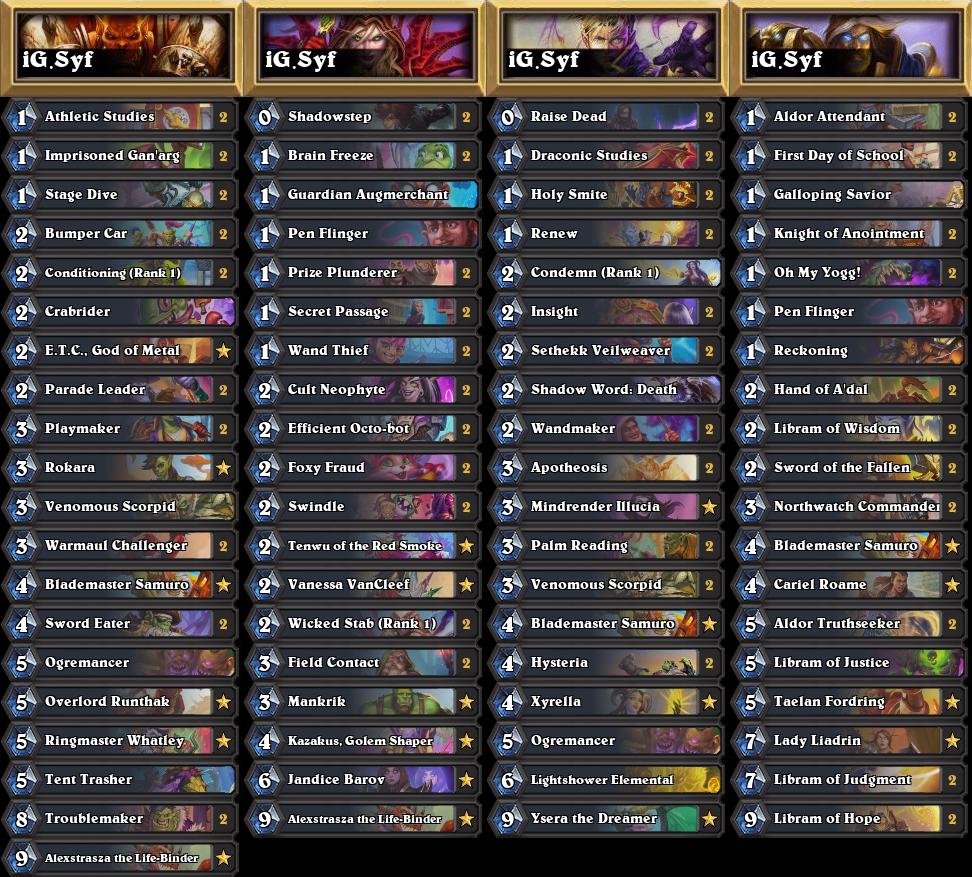 iG.Syf
1 Athletic Studies 2
1 Imprisoned Gan'arg 2
1 Stage Dive 2
2 Bumper Car 2
2 Conditioning (Rank 1) 2
2 Crabrider
2 E.T.C., God of Metal
2 Parade Leader 2
3 Playmaker 2
3 Rokara
3 Venomous Scorpid
3 Warmaul Challenger 2
4 Blademaster Samuro
4 Sword Eater 2
5 Ogremancer
5 Overlord Runthak
5 Ringmaster Whatley
5 Tent Trasher
8 Troublemaker 2
9 Alexstrasza the Life-Binder
iG.Syf
0 Shadowstep 2
1 Brain Freeze 2
1 Guardian Augmerchant
1 Pen Flinger
1 Prize Plunderer 2
1 Secret Passage 2
1 Wand Thief 2
2 Cult Neophyte
2 Efficient Octo-bot 2
2 Foxy Fraud 2
2 Swindle 2
2 Tenwu of the Red Smoke
2 Vanessa VanCleef
2 Wicked Stab (Rank 1) 2
3 Field Contact 2
3 Mankrik
4 Kazakus, Golem Shaper
6 Jandice Barov
9 Alexstrasza the Life-Binder
iG.Syf
0 Raise Dead 2
1 Draconic Studies 2
1 Holy Smite 2
1 Renew 2
2 Condemn (Rank 1)
2 Insight 2
2 Sethekk Veilweaver 2
2 Shadow Word: Death
2 Wandmaker 2
3 Apotheosis 2
3 Mindrender Illucia
3 Palm Reading 2
3 Venomous Scorpid 2
4 Blademaster Samuro
4 Hysteria 2
4 Xyrella
5 Ogremancer
6 Lightshower Elemental
9 Ysera the Dreamer
iG.Syf
1 Aldor Attendant 2
1 First Day of School 2
1 Galloping Savior
1 Knight of Anointment 2
1 Oh My Yogg! 2
1 Pen Flinger
1 Reckoning
2 Hand of A'dal 2
2 Libram of Wisdom 2
2 Sword of the Fallen 2
3 Northwatch Commander 2
4 Blademaster Samuro
4 Cariel Roame
5 Aldor Truthseeker 2
5 Libram of Justice
5 Taelan Fordring
7 Lady Liadrin
7 Libram of Judgment 2
9 Libram of Hope 2